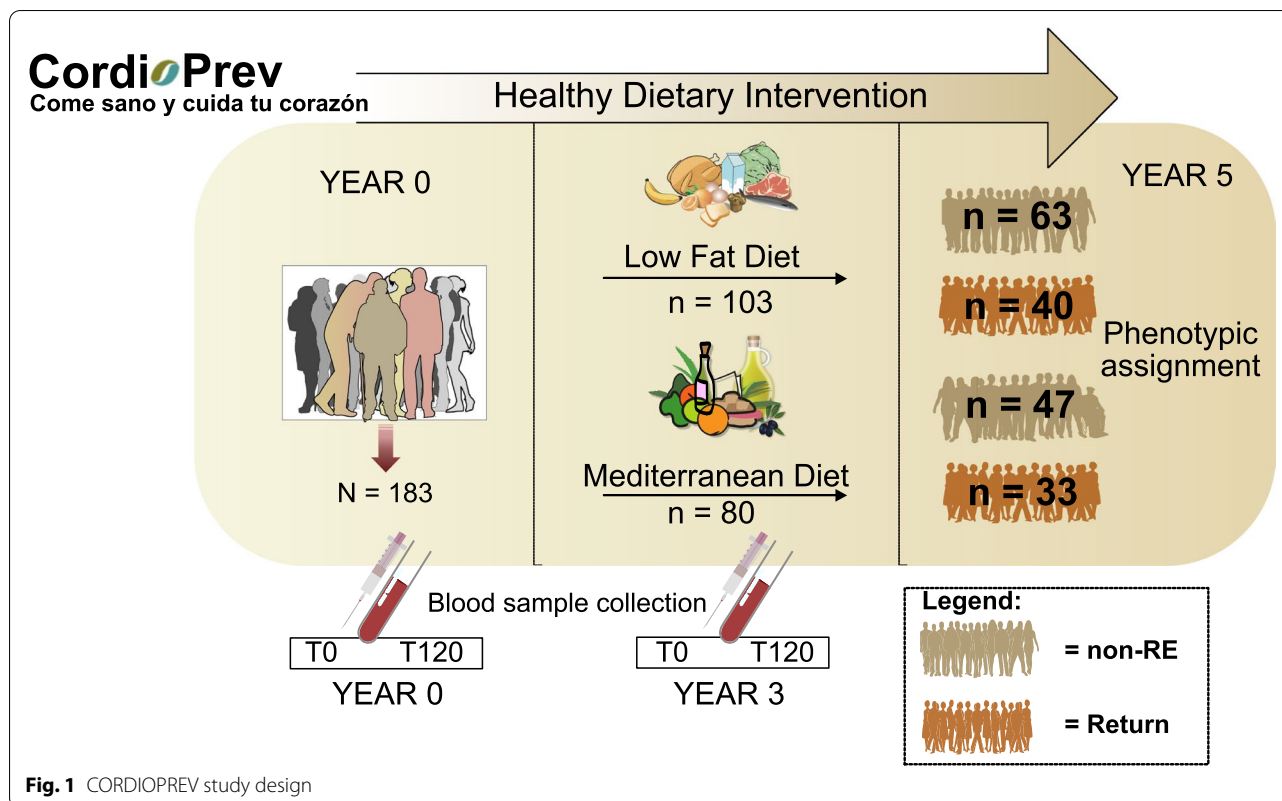 CordioPrev
Come sano y cuida tu corazón
Healthy Dietary Intervention
YEAR 0
N = 183
Low Fat Diet
n = 103
Mediterranean Diet
n = 80
YEAR 5
n = 63
n = 40
n = 47
n = 33
Phenotypic
assignment
Blood sample collection
T0 T120
YEAR 0
T0 T120
YEAR 3
Legend:
= non-RE
= Return
Fig. 1 CORDIOPREV study design